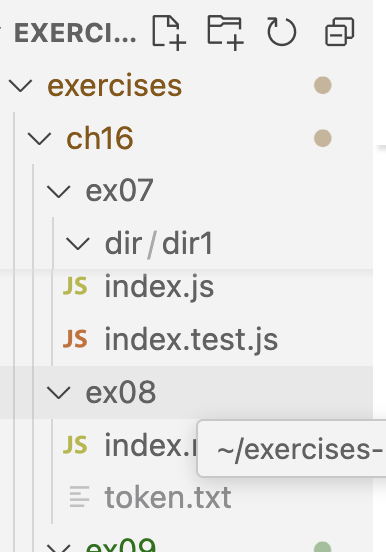 EXERCI...
exercises
ch16
ex07
dir/dir1
JS index.js
JS index.test.js
ex08
JS index.
~/exercises-
token.txt
ex09